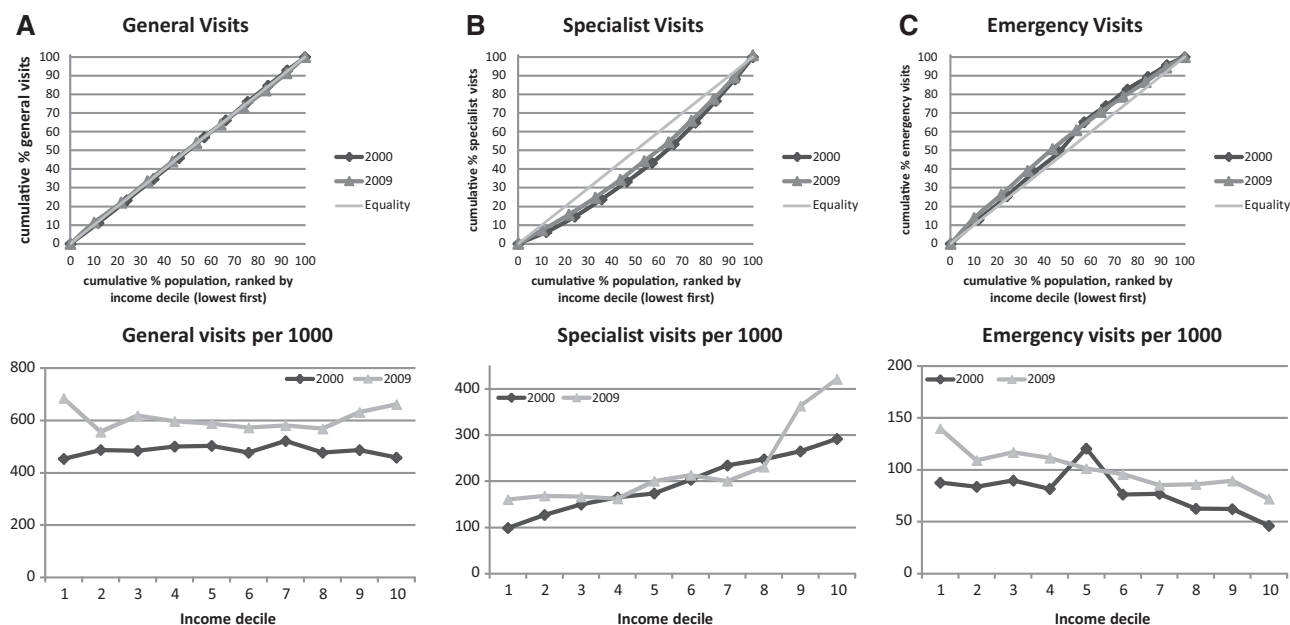 A General Visits
cumulative % general visits
100
90
80
70
60
50
40
30
20
10
0
0 10 20 30 40 50 60 70 80 90 100
2000
2009
Equality
cumulative % population, ranked by
income decile (lowest first)
B Specialist Visits
cumulative % specialist vists
100
90
80
70
60
50
40
30
20
10
0
0 10 20 30 40 50 60 70 80 90 100
2000
2009
Equality
cumulative % population, ranked by
income decile (lowest first)
C Emergency Visits
cumulative % emergency visits
100
90
80
70
60
50
40
30
20
10
0
0 10 20 30 40 50 60 70 80 90 100
2000
2009
Equality
cumulative % population, ranked by
income decile (lowest first)
General visits per 1000
800
600
400
200
0
2000 2009
1 2 3 4 5 6 7 8 9 10
Income decile
Specialist visits per 1000
400
300
200
100
0
2000 2009
1 2 3 4 5 6 7 8 9 10
Income decile
Emergency visits per 1000
200
150
100
50
0
2000 2009
1 2 3 4 5 6 7 8 9 10
Income decile